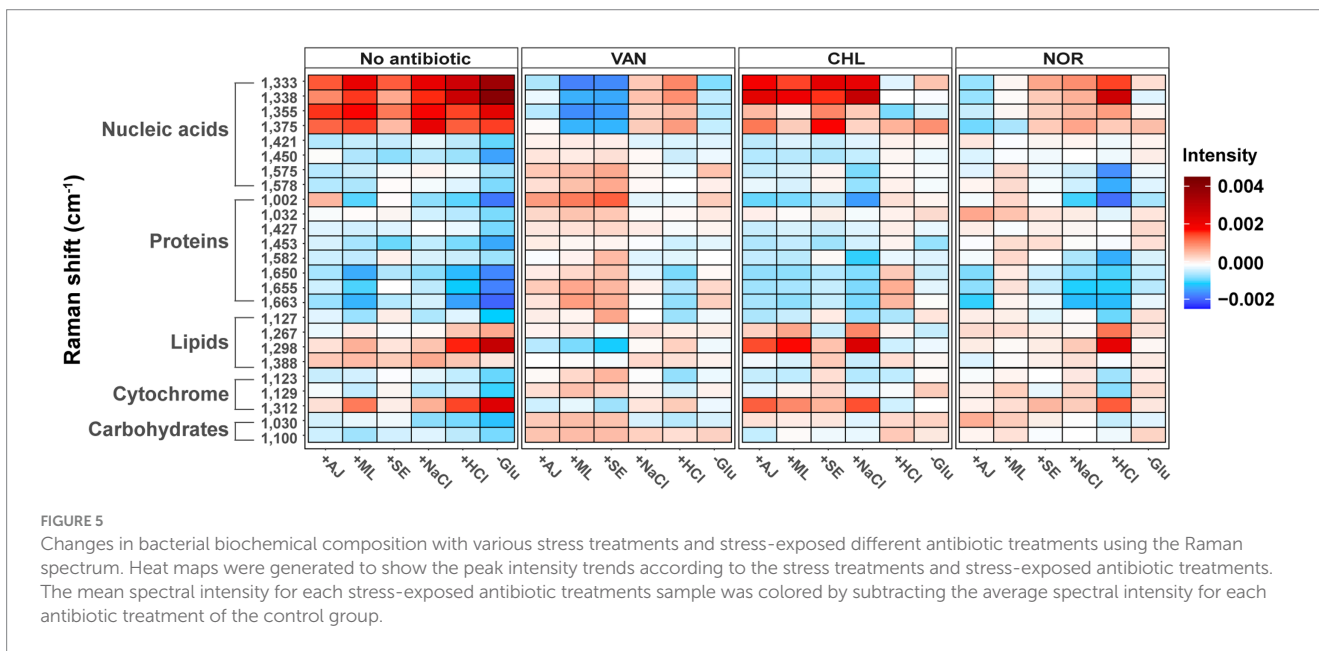 No antibiotic VAN CHL NOR
Raman shift (cm⁻¹)
Nucleic acids
1,333
1,338
1,355
1,375
1,421
1,450
1,575
1,578
Proteins
1,002
1,032
1,427
1,453
1,582
1,650
1,655
1,663
Lipids
1,127
1,267
1,298
1,388
Cytochrome
1,123
1,129
1,312
Carbohydrates
1,030
1,100
+AJ +ML +SE +NaCl +HCl -Glu +AJ +ML +SE +NaCl +HCl -Glu +AJ +ML +SE +NaCl +HCl -Glu +AJ +ML +SE +NaCl +HCl -Glu
Intensity
0.004
0.002
0.000
−0.002
FIGURE 5
Changes in bacterial biochemical composition with various stress treatments and stress-exposed different antibiotic treatments using the Raman
spectrum. Heat maps were generated to show the peak intensity trends according to the stress treatments and stress-exposed antibiotic treatments.
The mean spectral intensity for each stress-exposed antibiotic treatments sample was colored by subtracting the average spectral intensity for each
antibiotic treatment of the control group.